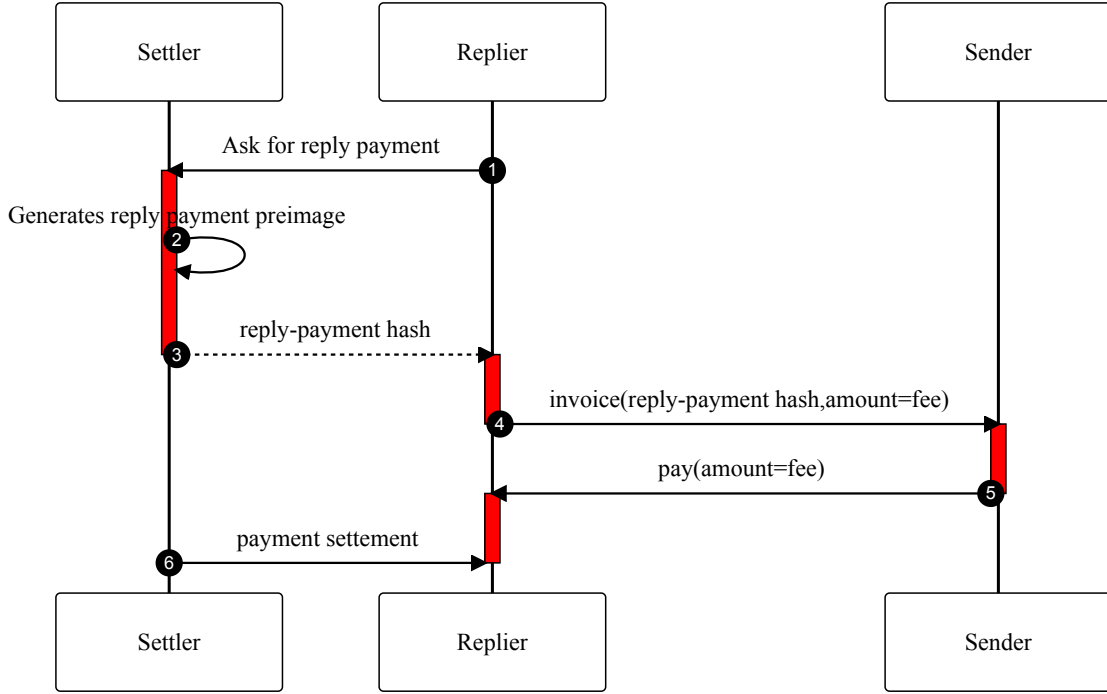 Settler
Replier
Sender
Ask for reply payment
1
Generates reply payment preimage
2
reply-payment hash
3
invoice(reply-payment hash,amount=fee)
4
pay(amount=fee)
5
payment settement
6
Settler
Replier
Sender